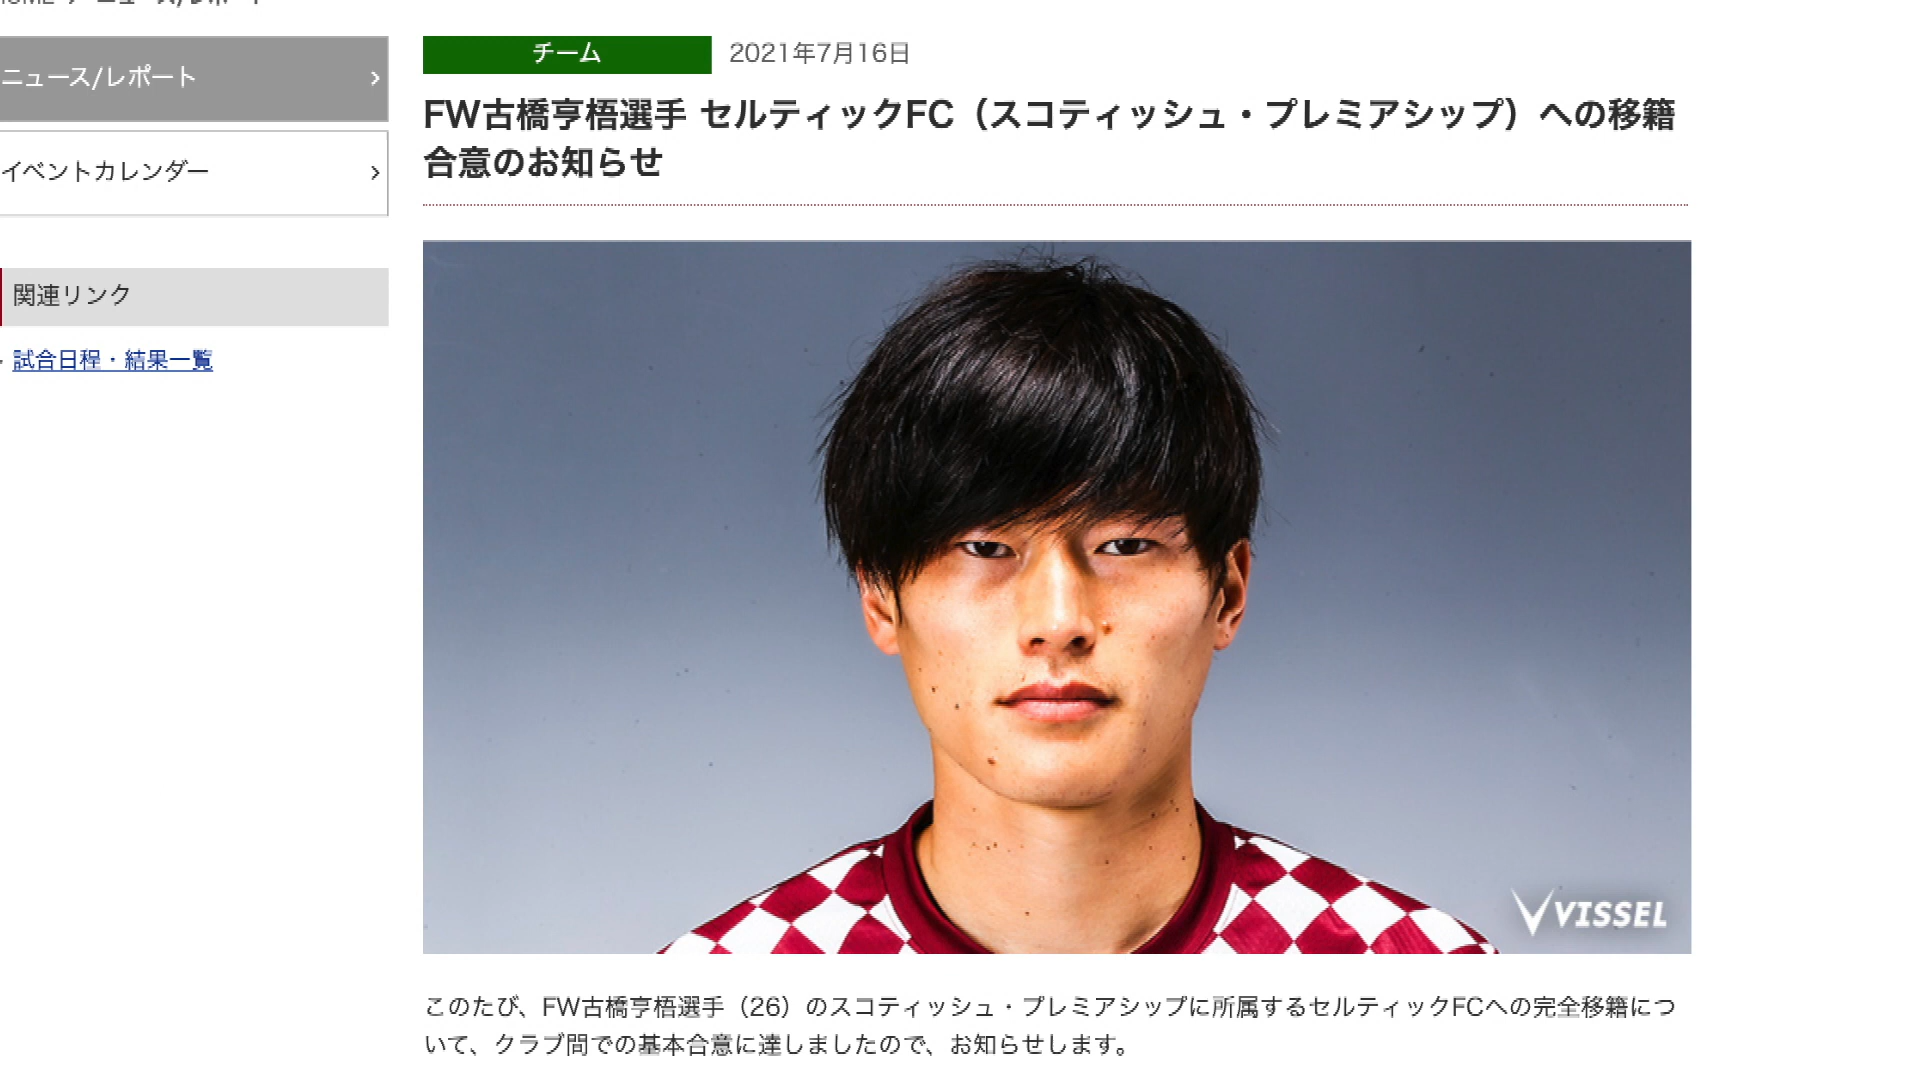 ニュース/レポート
イベントカレンダー
関連リンク
試合日程・結果一覧
チーム 2021年7月16日
FW古橋亨梧選手 セルティックFC（スコティッシュ・プレミアシップ）への移籍
合意のお知らせ
VISSEL
このたび、FW古橋亨梧選手（26）のスコティッシュ・プレミアシップに所属するセルティックFCへの完全移籍につ
いて、クラブ間での基本合意に達しましたので、お知らせします。